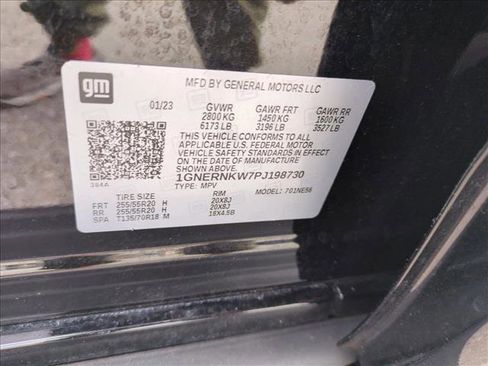 gm
MFD BY GENERAL MOTORS LLC
01/23 GVWR GAWR FRT GAWR RR
2800 KG 1450 KG 1600 KG
6173 LB 3196 LB 3527 LB
THIS VEHICLE CONFORMS TO ALL
APPLICABLE U.S. FEDERAL MOTOR
VEHICLE SAFETY STANDARDS IN
EFFECT ON THE DATE OF MANUFACTURE
SHOWN ABOVE.
1GNERNKW7PJ198730
384A TYPE: MPV MODEL: 701NE56
TIRE SIZE RIM
FRT 255/55R20 H 20X8J
RR 255/55R20 H 20X8J
SPA T135/70R18 M 18X4.5B